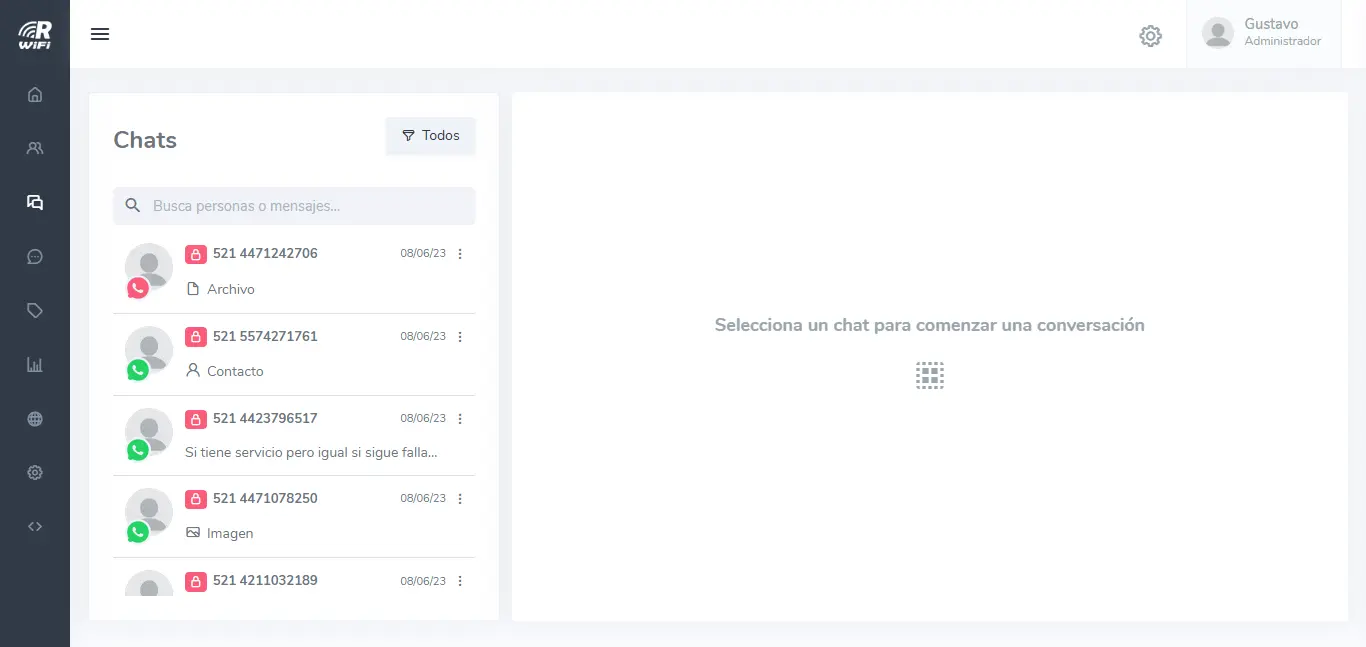 R
WiFi
Gustavo
Administrador
Chats
Todos
Busca personas o mensajes...
521 4471242706
08/06/23
Archivo
521 5574271761
08/06/23
Contacto
521 4423796517
08/06/23
Si tiene servicio pero igual si sigue falla...
521 4471078250
08/06/23
Imagen
521 4211032189
08/06/23
Selecciona un chat para comenzar una conversación